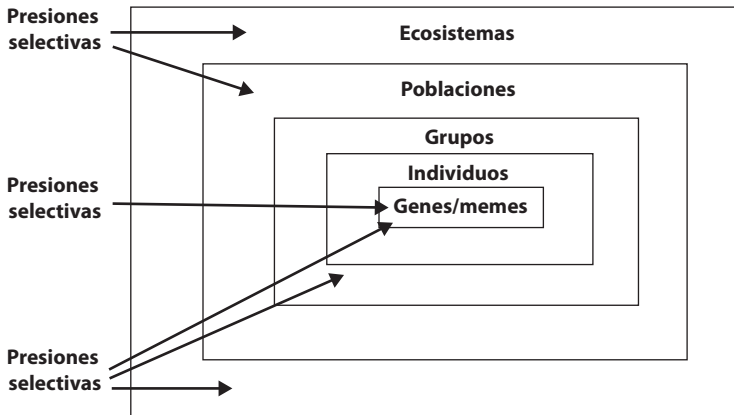 Presiones
selectivas
Ecosistemas
Poblaciones
Grupos
Individuos
Genes/memes
Presiones
selectivas
Presiones
selectivas